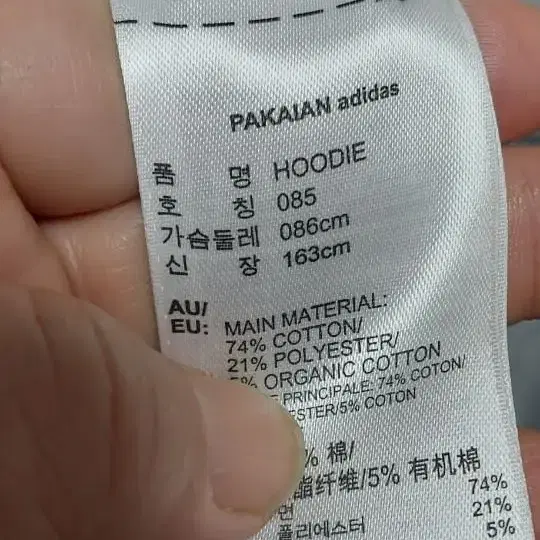 PAKAIAN adidas
품 명 HOODIE
호 칭 085
가슴둘레 086cm
신 장 163cm
AU/
EU: MAIN MATERIAL:
74% COTTON/
21% POLYESTER/
5% ORGANIC COTTON
PRINCIPALE: 74% COTON/
ESTER/5% COTON
% 棉/
酯纤维/5% 有机棉
면 74%
폴리에스터 21%
5%